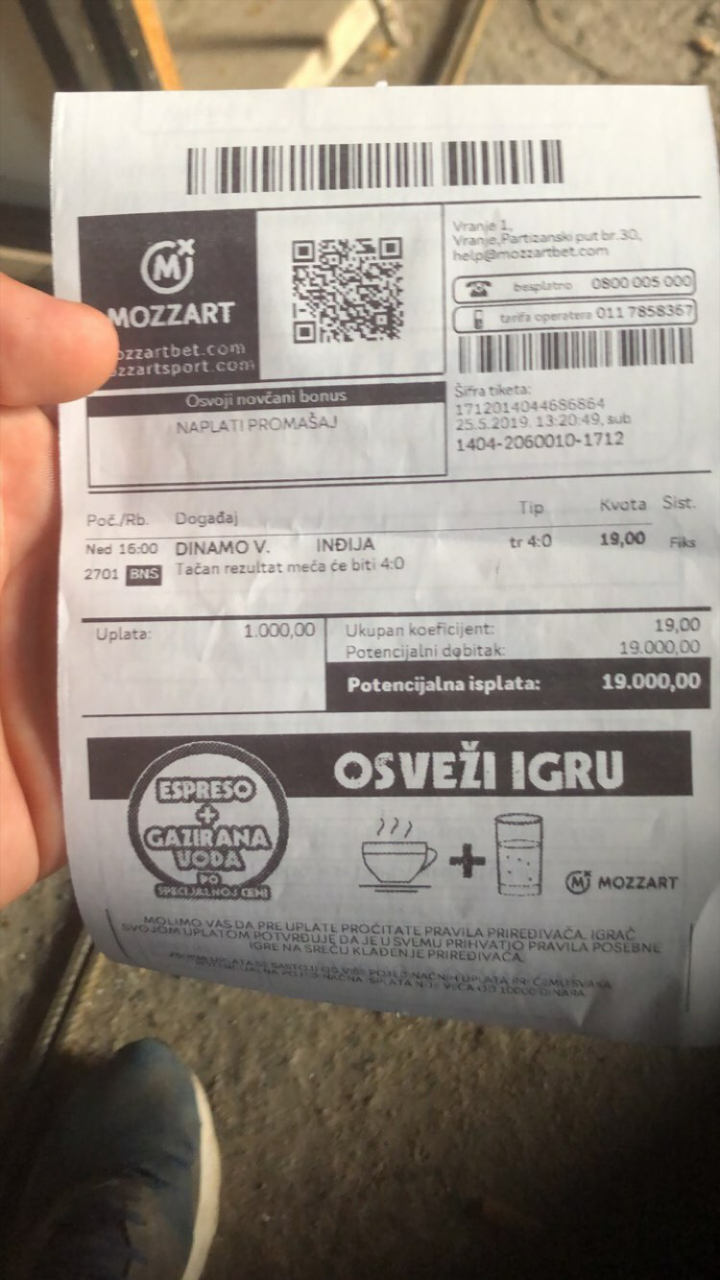 MOZZART
ozzartbet.com
zzartsport.com
Vranje 1,
Vranje,Partizanski put br.30,
help@mozzartbet.com
besplatno 0800 005 000
tarifa operatera 011 7858367
Osvoji novčani bonus
NAPLATI PROMAŠAJ
Šifra tiketa:
1712014044686864
25.5.2019. 13:20:49, sub
1404-2060010-1712
Poč./Rb. Događaj Tip Kvota Sist.
Ned 16:00 DINAMO V. INĐIJA tr 4:0 19,00 Fiks
2701 BNS Tačan rezultat meča će biti 4:0
Uplata: 1.000,00
Ukupan koeficijent: 19,00
Potencijalni dobitak: 19.000,00
Potencijalna isplata: 19.000,00
OSVEŽI IGRU
ESPRESO
+
GAZIRANA
VODA
PO
SPECIJALNOJ CENI
+
MOZZART
MOLIMO VAS DA PRE UPLATE PROČITATE PRAVILA PRIREĐIVAČA. IGRAČ
SVOJOM UPLATOM POTVRĐUJE DA JE U SVEMU PRIHVATIO PRAVILA POSEBNE
IGRE NA SREĆU KLAĐENJE PRIREĐIVAČA.